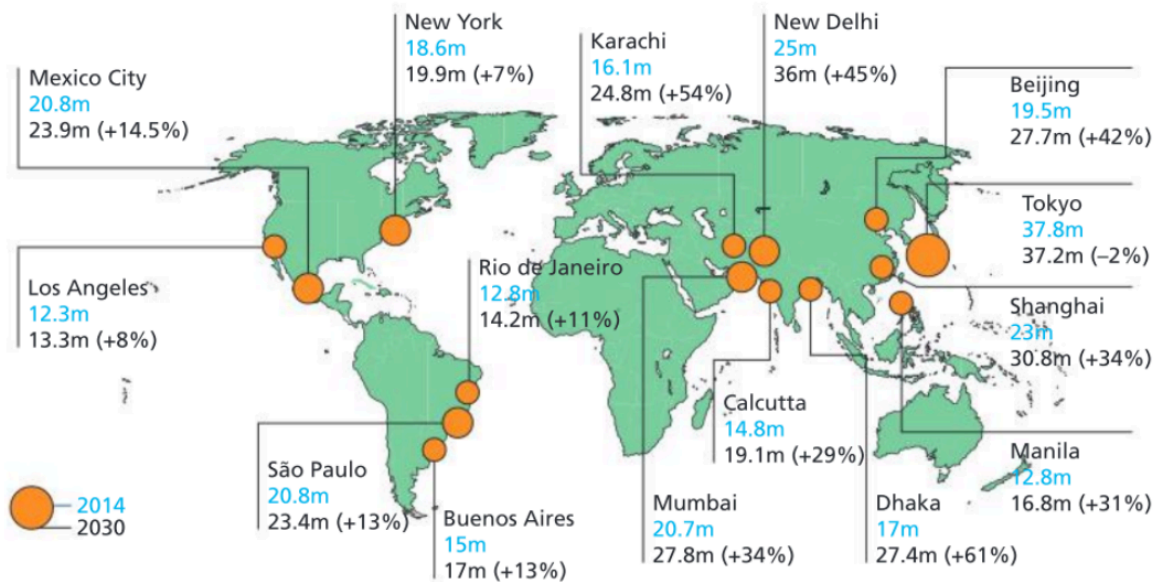 New York
18.6m
19.9m (+7%)
New Delhi
25m
36m (+45%)
Karachi
16.1m
24.8m (+54%)
Mexico City
20.8m
23.9m (+14.5%)
Beijing
19.5m
27.7m (+42%)
Tokyo
37.8m
37.2m (–2%)
Rio de Janeiro
12.8m
14.2m (+11%)
Los Angeles
12.3m
13.3m (+8%)
Shanghai
23m
30.8m (+34%)
Calcutta
14.8m
19.1m (+29%)
Manila
12.8m
16.8m (+31%)
São Paulo
20.8m
23.4m (+13%)
Mumbai
20.7m
27.8m (+34%)
Dhaka
17m
27.4m (+61%)
Buenos Aires
15m
17m (+13%)
2014
2030